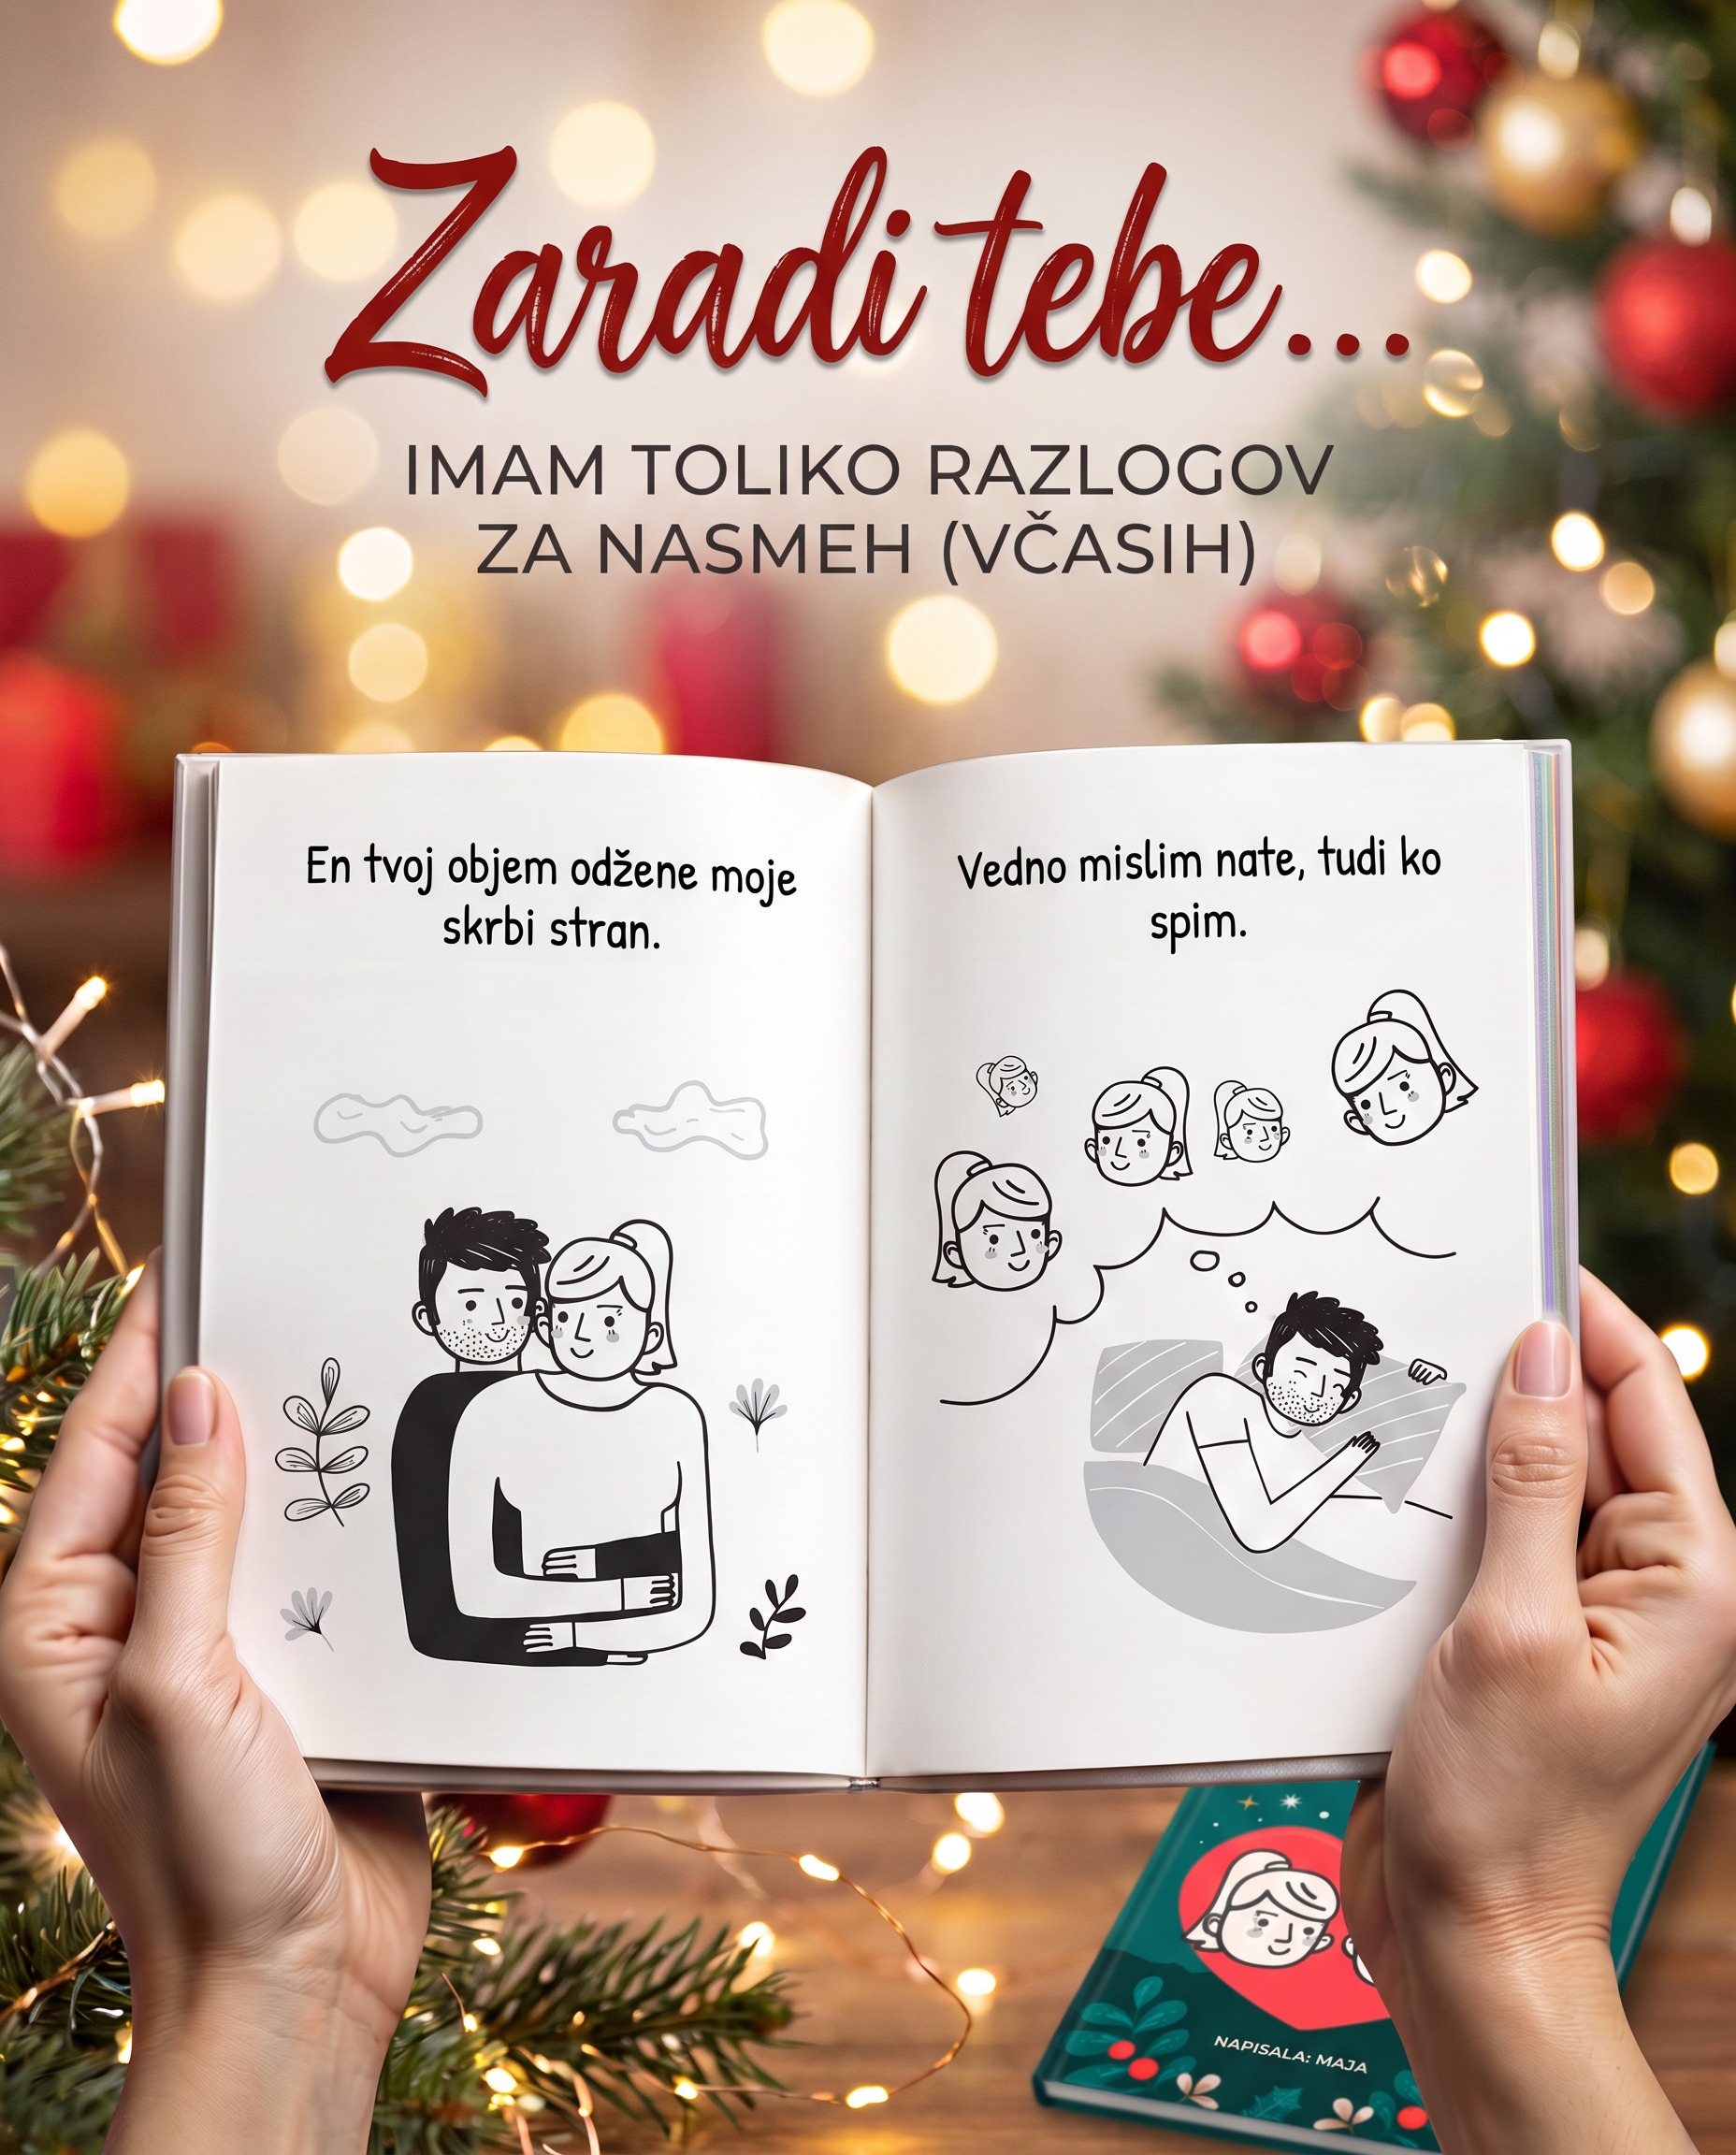 Zaradi tebe...
IMAM TOLIKO RAZLOGOV
ZA NASMEH (VČASIH)
En tvoj objem odžene moje
skrbi stran.
Vedno mislim nate, tudi ko
spim.
NAPISALA: MAJA